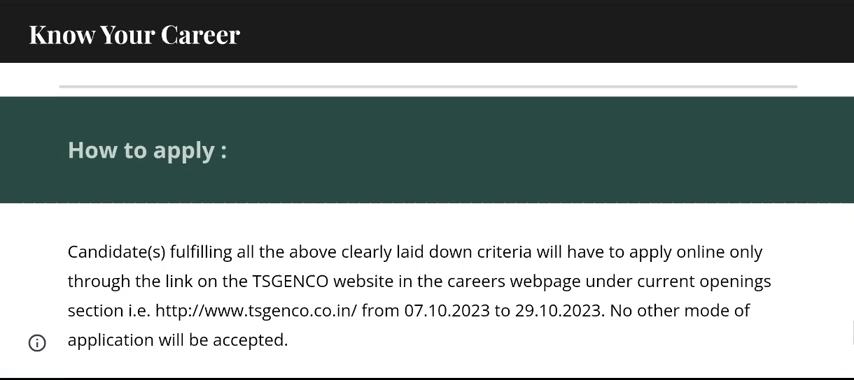 Know Your Career
How to apply :
Candidate(s) fulfilling all the above clearly laid down criteria will have to apply online only
through the link on the TSGENCO website in the careers webpage under current openings
section i.e. http://www.tsgenco.co.in/ from 07.10.2023 to 29.10.2023. No other mode of
application will be accepted.